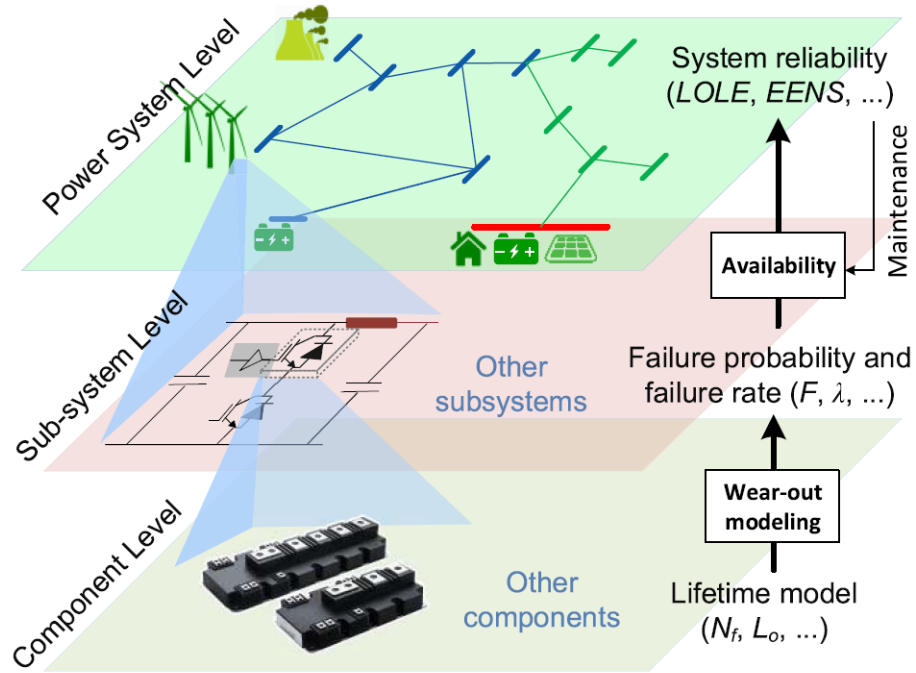 Power System Level
System reliability
(LOLE, EENS, ...)
Maintenance
Availability
Sub-system Level
Other
subsystems
Failure probability and
failure rate (F, λ, ...)
Wear-out
modeling
Component Level
Other
components
Lifetime model
(Nf, Lo, ...)